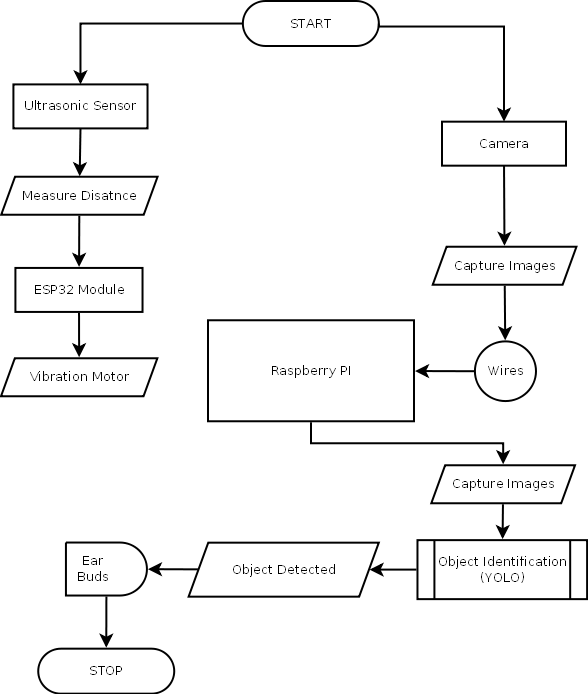 START
Ultrasonic Sensor
Camera
Measure Disatnce
Capture Images
ESP32 Module
Vibration Motor
Raspberry PI
Wires
Capture Images
Object Identification
(YOLO)
Object Detected
Ear
Buds
STOP